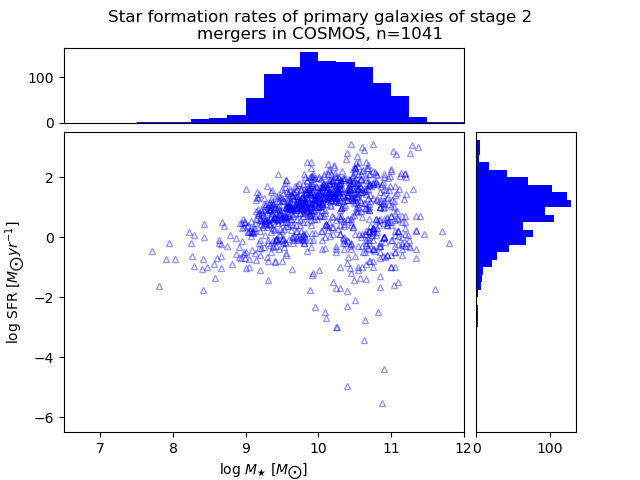 Star formation rates of primary galaxies of stage 2
mergers in COSMOS, n=1041
100
0
2
0
−2
−4
−6
log SFR [M⨀yr⁻¹]
7 8 9 10 11 12 0 100
log M★ [M⨀]